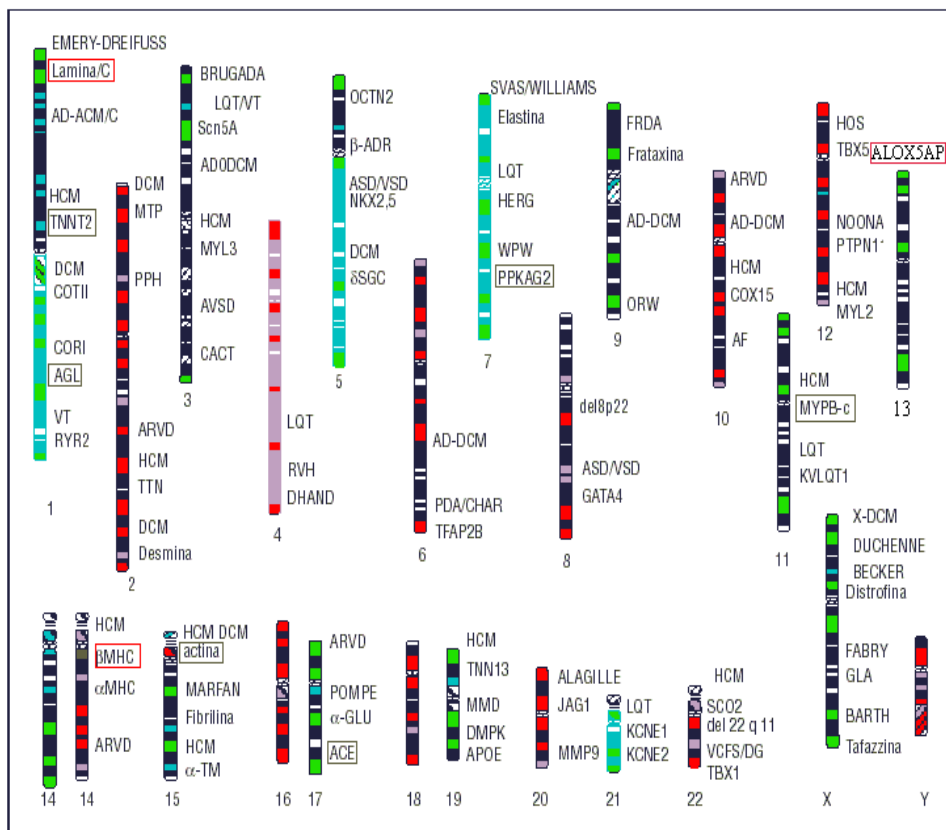 EMERY-DREIFUSS
Lamina/C
AD-ACM/C
HCM
TNNT2
DCM
COTII
CORI
AGL
VT
RYR2
1
DCM
MTP
PPH
ARVD
HCM
TTN
DCM
Desmina
2
BRUGADA
LQT/VT
Scn5A
ADODCM
HCM
MYL3
AVSD
CACT
3
LQT
RVH
DHAND
4
OCTN2
β-ADR
ASD/VSD
NKX2,5
DCM
δSGC
5
AD-DCM
PDA/CHAR
TFAP2B
6
SVAS/WILLIAMS
Elastina
LQT
HERG
WPW
PPKAG2
7
del8p22
ASD/VSD
GATA4
8
FRDA
Frataxina
AD-DCM
ORW
9
ARVD
AD-DCM
HCM
COX15
AF
10
HCM
MYPB-c
LQT
KVLQT1
11
HOS
TBX5
NOONA
PTPN1
HCM
MYL2
12
ALOX5AP
13
14
HCM
βMHC
αMHC
ARVD
14
HCM DCM
actina
MARFAN
Fibrilina
HCM
α-TM
15
16
ARVD
POMPE
α-GLU
ACE
17
18
HCM
TNN13
MMD
DMPK
APOE
19
ALAGILLE
JAG1
MMP9
20
LQT
KCNE1
KCNE2
21
HCM
SCO2
del 22 q 11
VCFS/DG
TBX1
22
X-DCM
DUCHENNE
BECKER
Distrofina
FABRY
GLA
BARTH
Tafazzina
X
Y